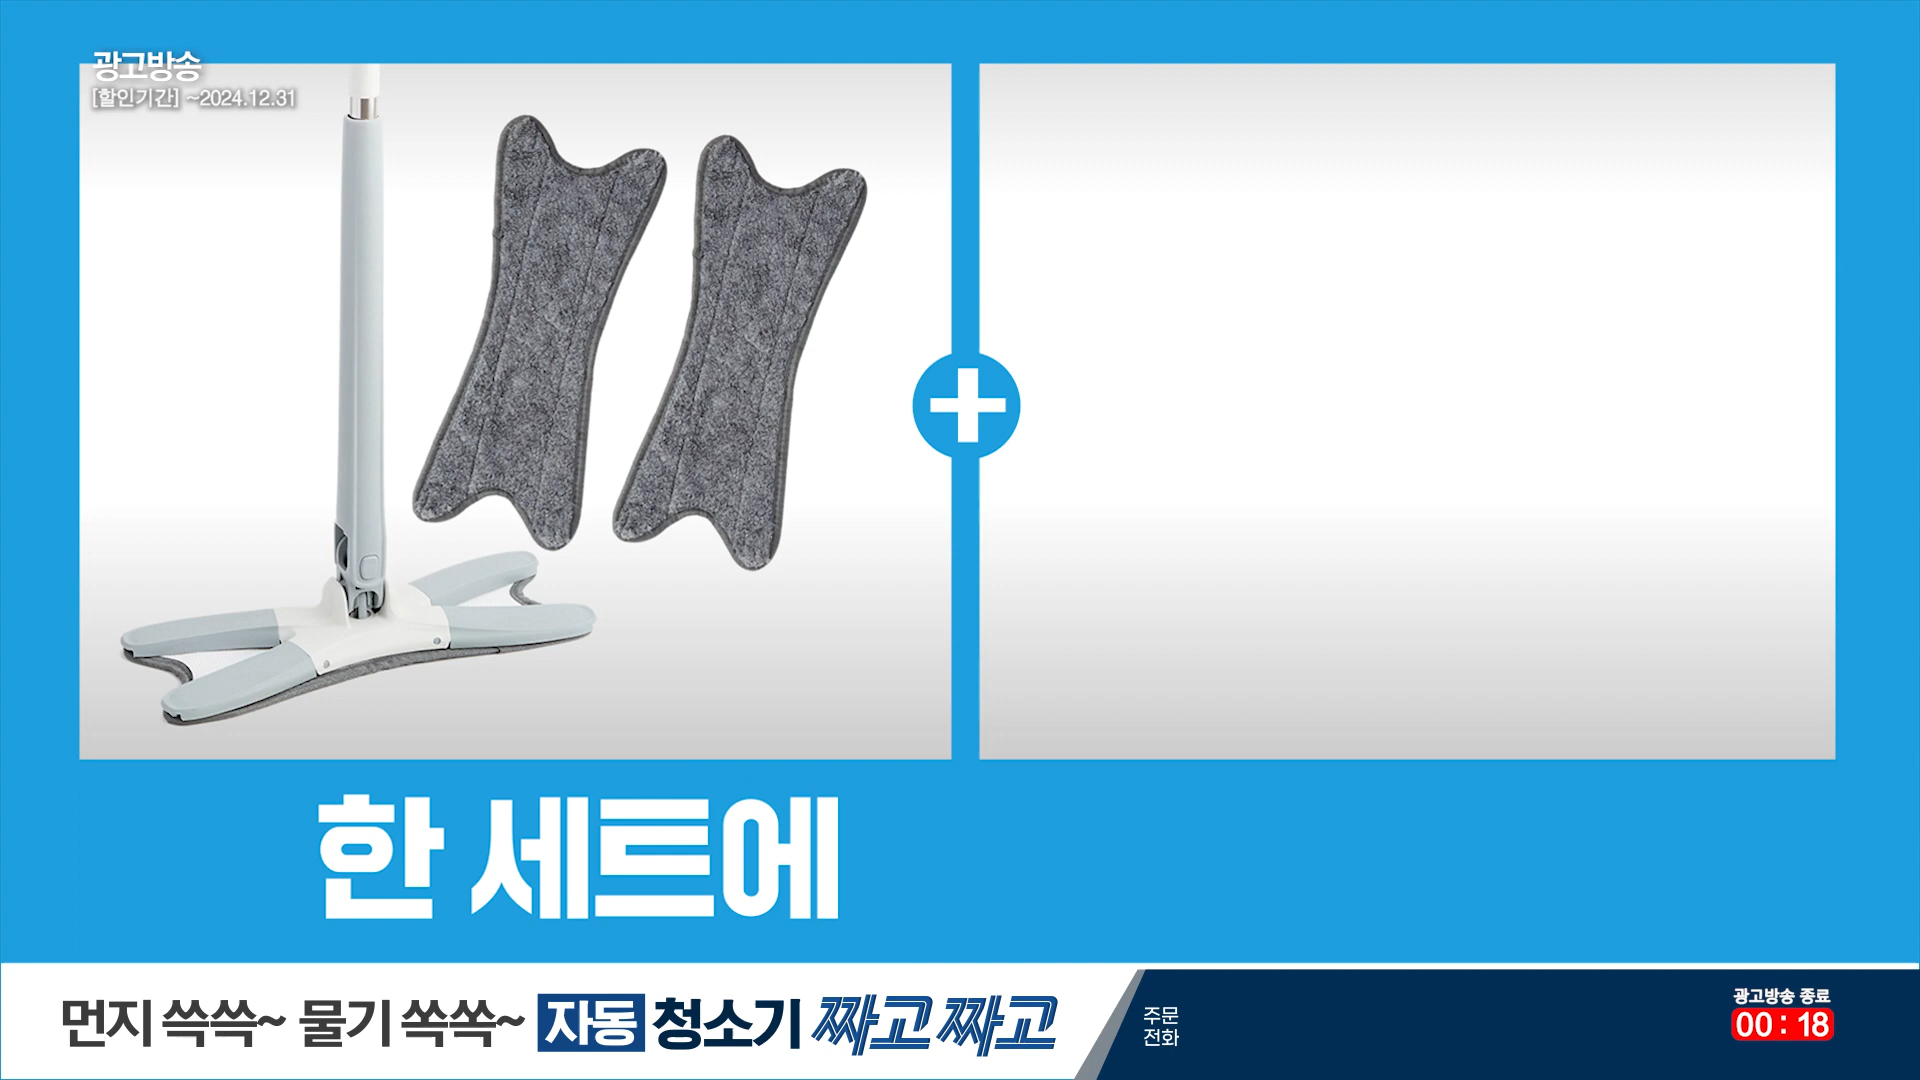 광고방송
[할인기간] ~2024.12.31
한 세트에
먼지 쓱쓱~ 물기 쏙쏙~ 자동 청소기 짜고 짜고
주문
전화
광고방송 종료
00 : 18